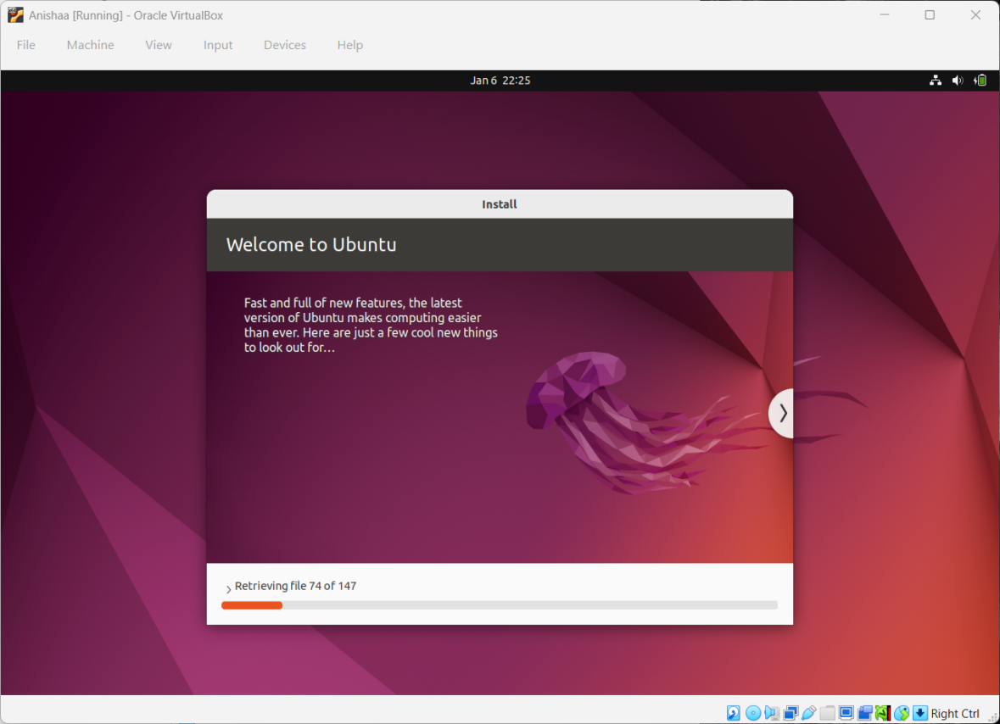 Anishaa [Running] - Oracle VirtualBox
File Machine View Input Devices Help
Jan 6 22:25
Install
Welcome to Ubuntu
Fast and full of new features, the latest
version of Ubuntu makes computing easier
than ever. Here are just a few cool new things
to look out for...
Retrieving file 74 of 147
Right Ctrl